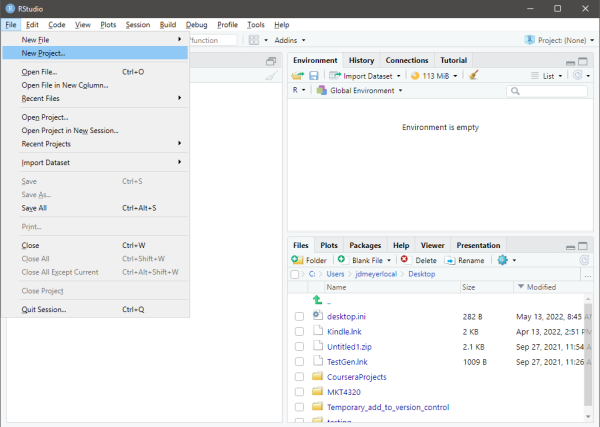 RStudio
File Edit Code View Plots Session Build Debug Profile Tools Help
New File
New Project...
Open File... Ctrl+O
Open File in New Column...
Recent Files
Open Project...
Open Project in New Session...
Recent Projects
Import Dataset
Save Ctrl+S
Save As...
Save All Ctrl+Alt+S
Print...
Close Ctrl+W
Close All Ctrl+Shift+W
Close All Except Current Ctrl+Alt+Shift+W
Close Project
Quit Session... Ctrl+Q
/function Addins Project: (None)
Environment History Connections Tutorial
Import Dataset 113 MiB List
R Global Environment
Environment is empty
Files Plots Packages Help Viewer Presentation
Folder Blank File Delete Rename
C: Users jdmeyerlocal Desktop
Name Size Modified
..
desktop.ini 282 B May 13, 2022, 8:45 A
Kindle.lnk 2 KB Apr 13, 2022, 2:51 P
Untitled1.zip 2.1 KB Sep 27, 2021, 11:54
TestGen.lnk 1009 B Sep 27, 2021, 11:26
CourseraProjects
MKT4320
Temporary_add_to_version_control
testing